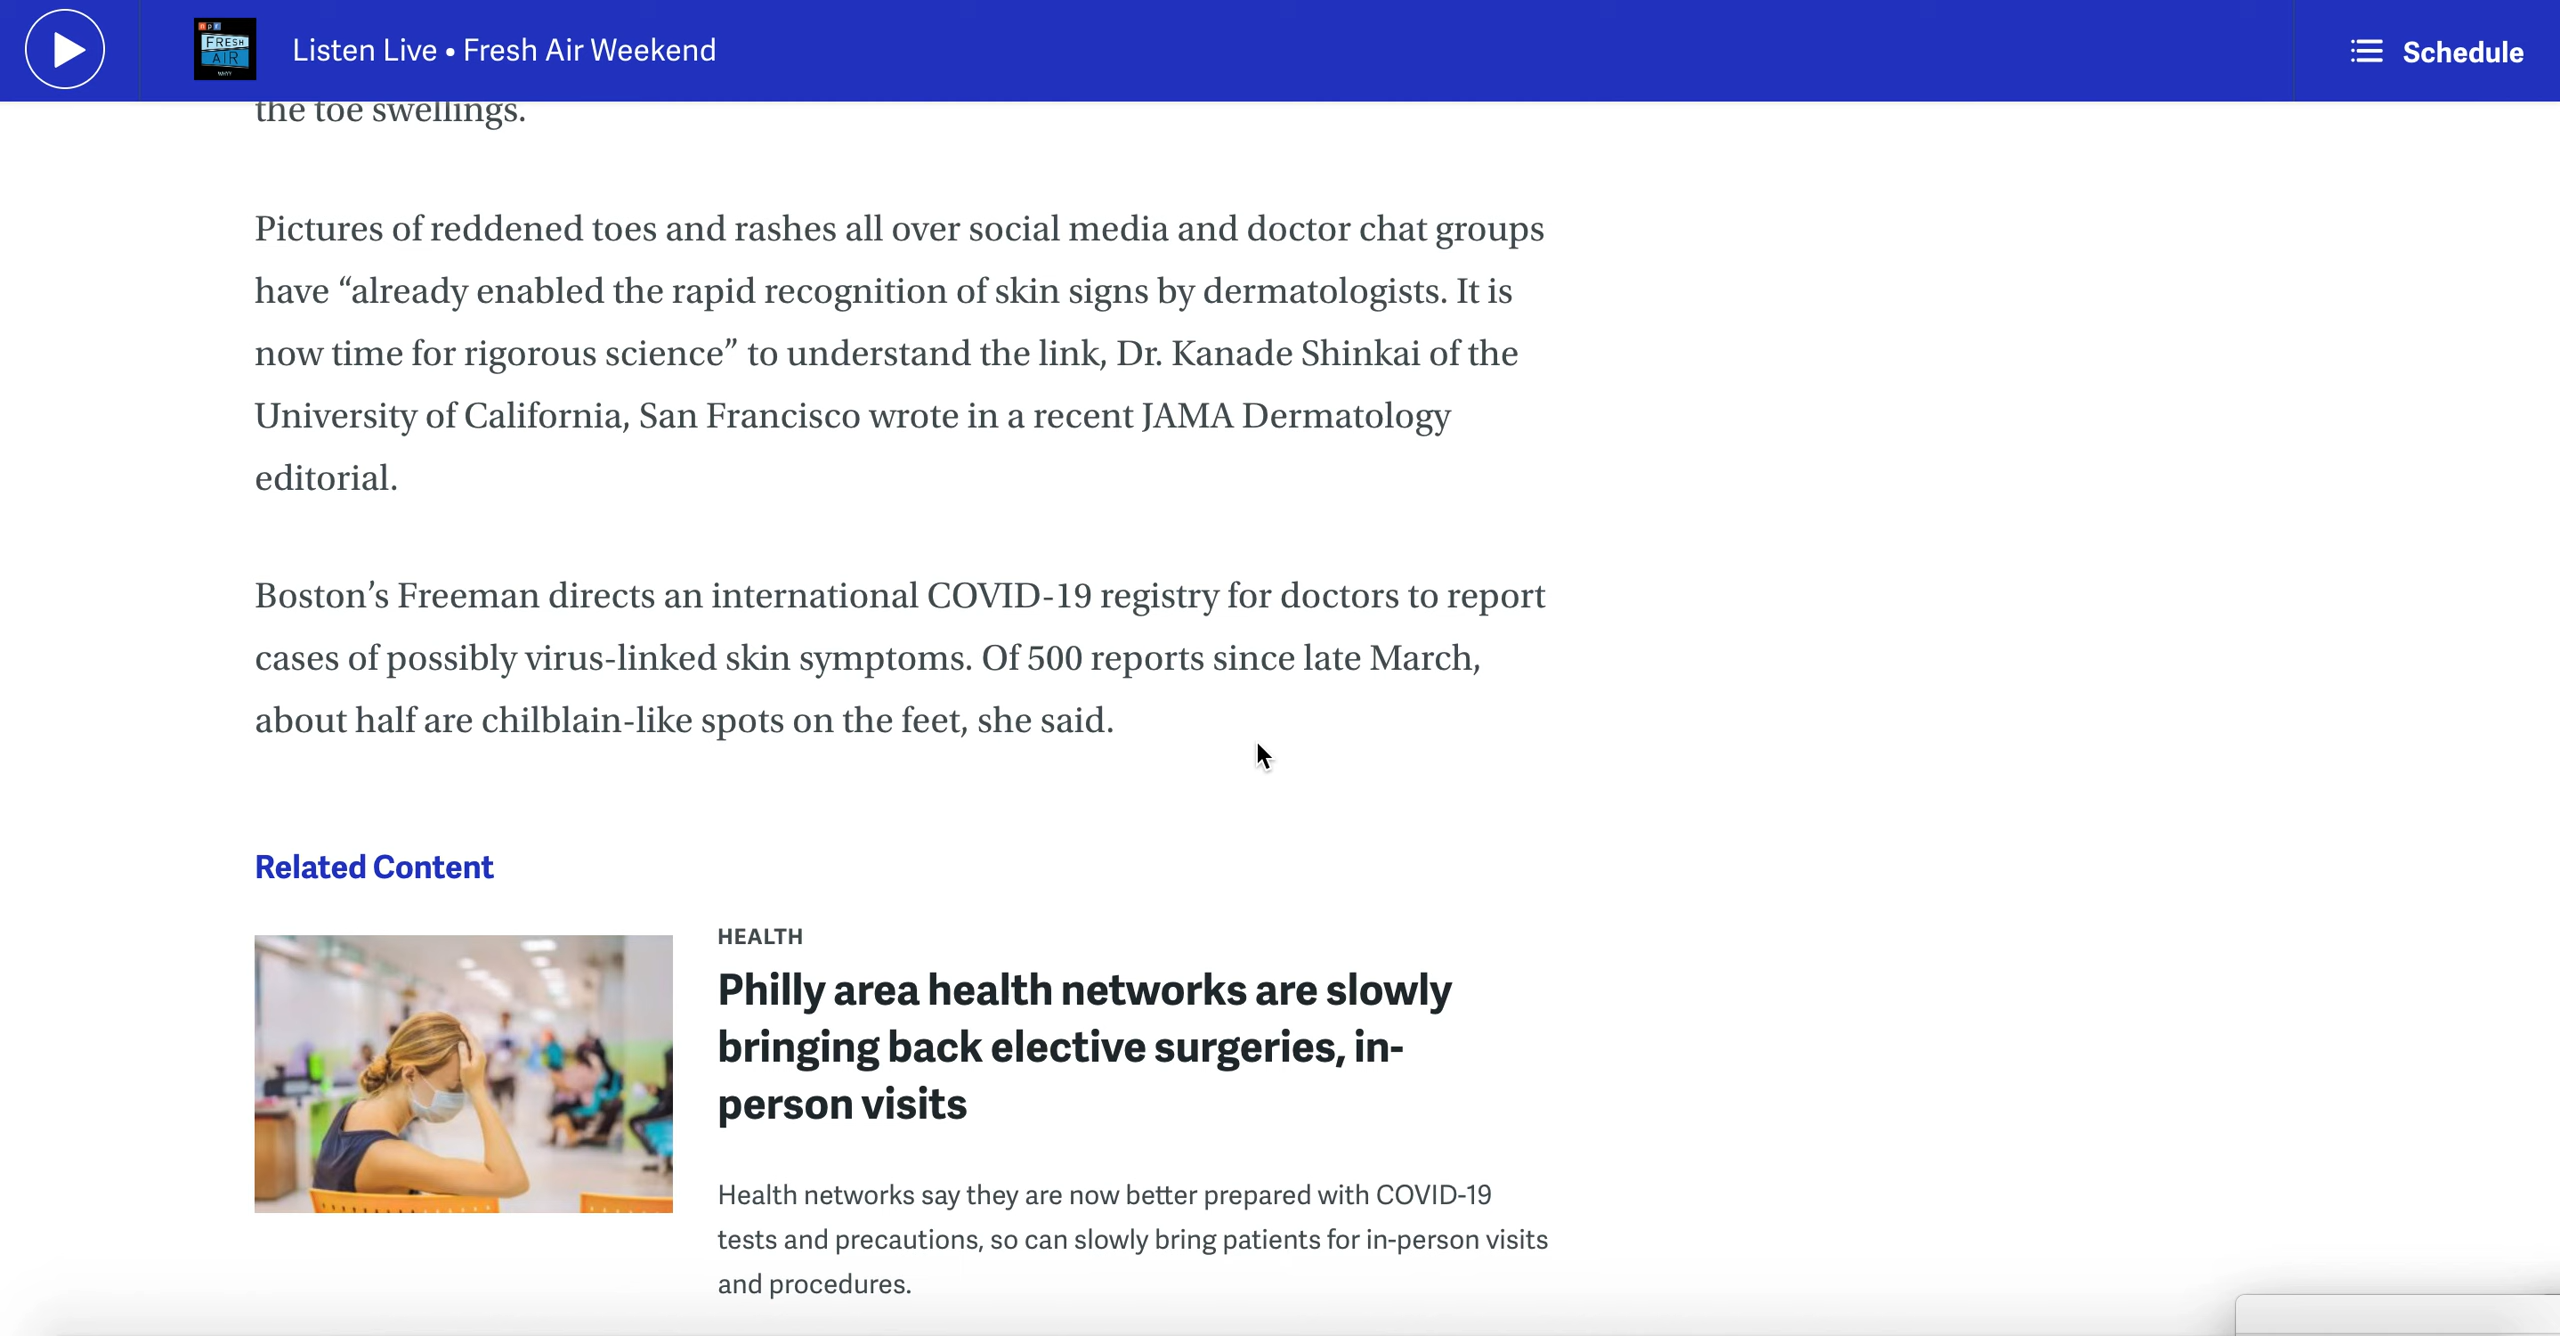 npr
FRESH
AIR
WHYY
Listen Live • Fresh Air Weekend
Schedule
the toe swellings.
Pictures of reddened toes and rashes all over social media and doctor chat groups
have “already enabled the rapid recognition of skin signs by dermatologists. It is
now time for rigorous science” to understand the link, Dr. Kanade Shinkai of the
University of California, San Francisco wrote in a recent JAMA Dermatology
editorial.
Boston’s Freeman directs an international COVID-19 registry for doctors to report
cases of possibly virus-linked skin symptoms. Of 500 reports since late March,
about half are chilblain-like spots on the feet, she said.
Related Content
HEALTH
Philly area health networks are slowly
bringing back elective surgeries, in-
person visits
Health networks say they are now better prepared with COVID-19
tests and precautions, so can slowly bring patients for in-person visits
and procedures.